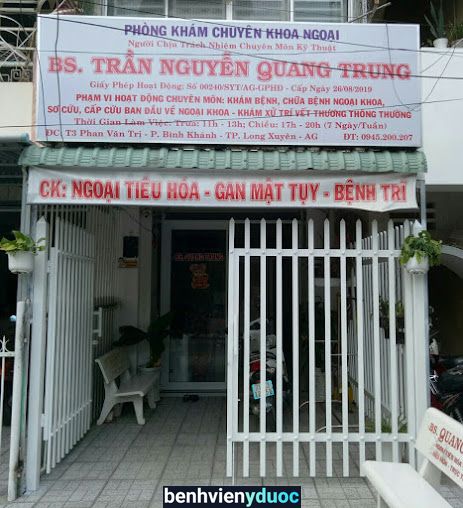 PHÒNG KHÁM CHUYÊN KHOA NGOẠI
Người Chịu Trách Nhiệm Chuyên Môn Kỹ Thuật
BS. TRẦN NGUYỄN QUANG TRUNG
Giấy Phép Hoạt Động: Số 00240/SYT/AG-GPHĐ - Cấp Ngày 26/08/2019
PHẠM VI HOẠT ĐỘNG CHUYÊN MÔN: KHÁM BỆNH, CHỮA BỆNH NGOẠI KHOA,
SƠ CỨU, CẤP CỨU BAN ĐẦU VỀ NGOẠI KHOA - KHÁM XỬ TRÍ VẾT THƯƠNG THÔNG THƯỜNG
Thời Gian Làm Việc: Trưa: 11h - 13h; Chiều: 17h - 20h (7 Ngày/Tuần)
ĐC: T3 Phan Văn Trị - P. Bình Khánh - TP. Long Xuyên - AG ĐT: 0945.200.207
CK: NGOẠI TIÊU HÓA - GAN MẬT TỤY - BỆNH TRĨ
BS. QUANG
benhvienyduoc